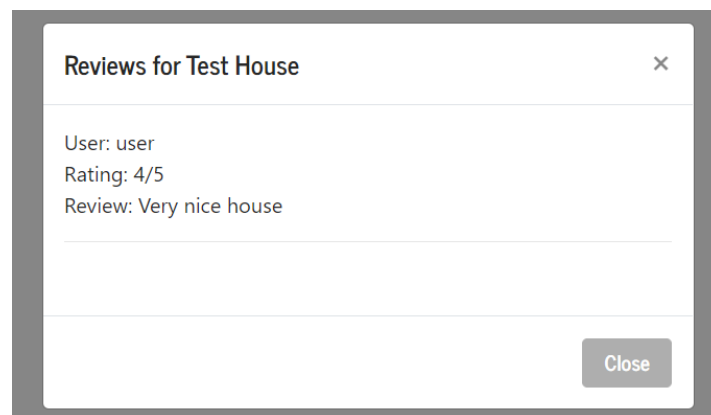 Reviews for Test House ×
User: user
Rating: 4/5
Review: Very nice house
Close